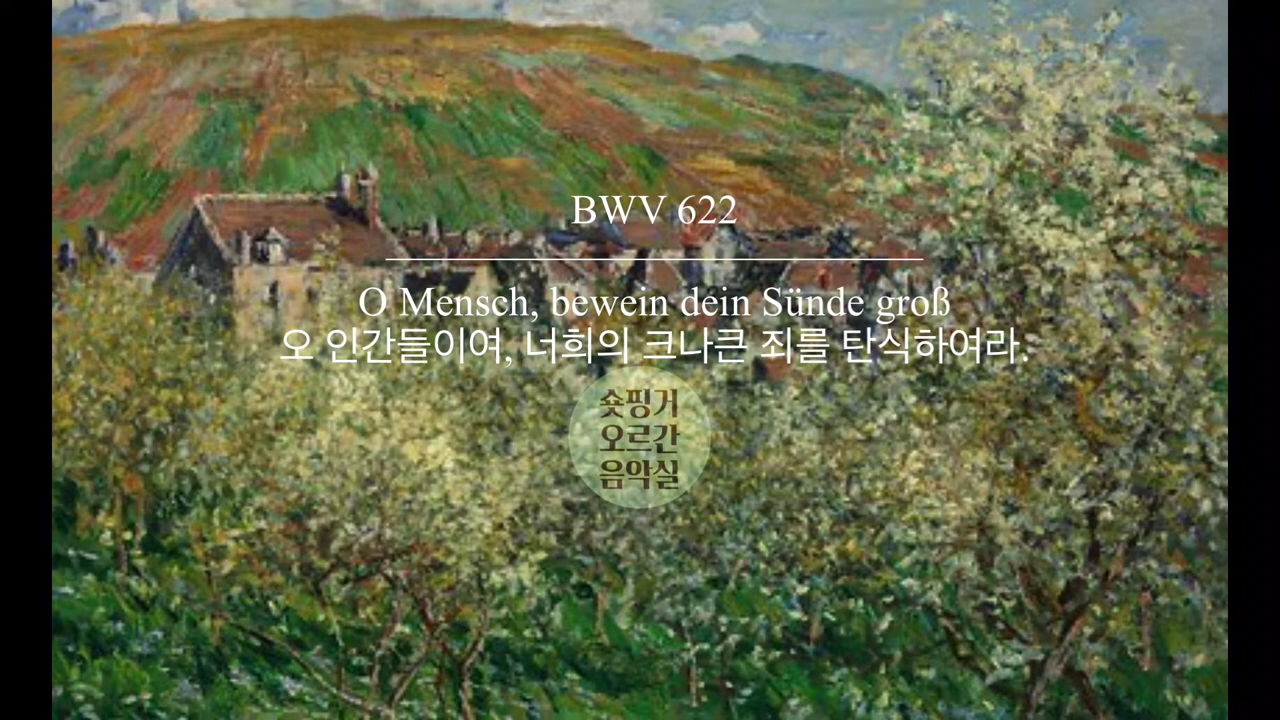 BWV 622
O Mensch, bewein dein Sünde groß
오 인간들이여, 너희의 크나큰 죄를 탄식하여라.
숏핑거
오르간
음악실